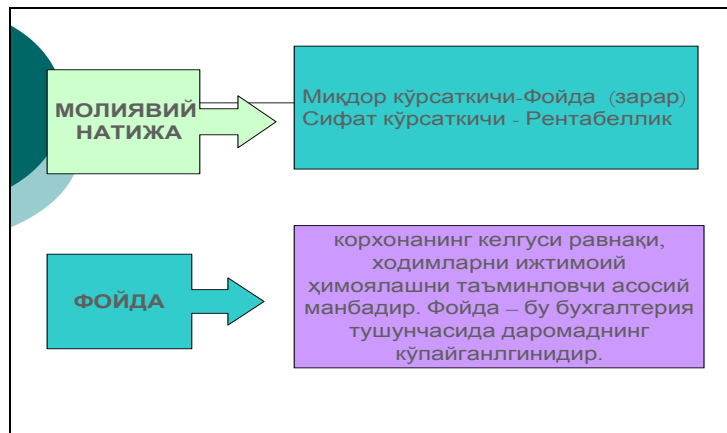 МОЛИЯВИЙ
НАТИЖА
Миқдор кўрсаткичи-Фойда (зарар)
Сифат кўрсаткичи - Рентабеллик
ФОЙДА
корхонанинг келгуси равнақи,
ходимларни ижтимоий
ҳимоялашни таъминловчи асосий
манбадир. Фойда – бу бухгалтерия
тушунчасида даромаднинг
кўпайганлгинидир.